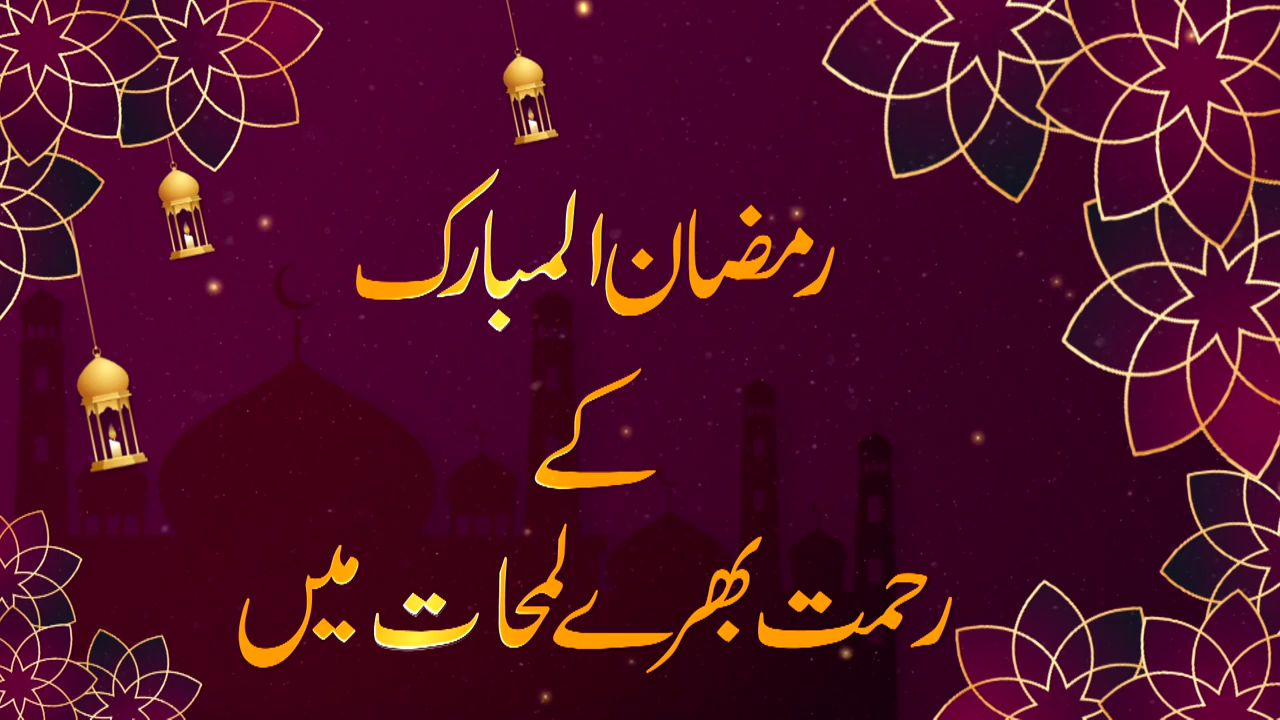 رمضان المبارک
کے
رحمت بھرے لمحات میں